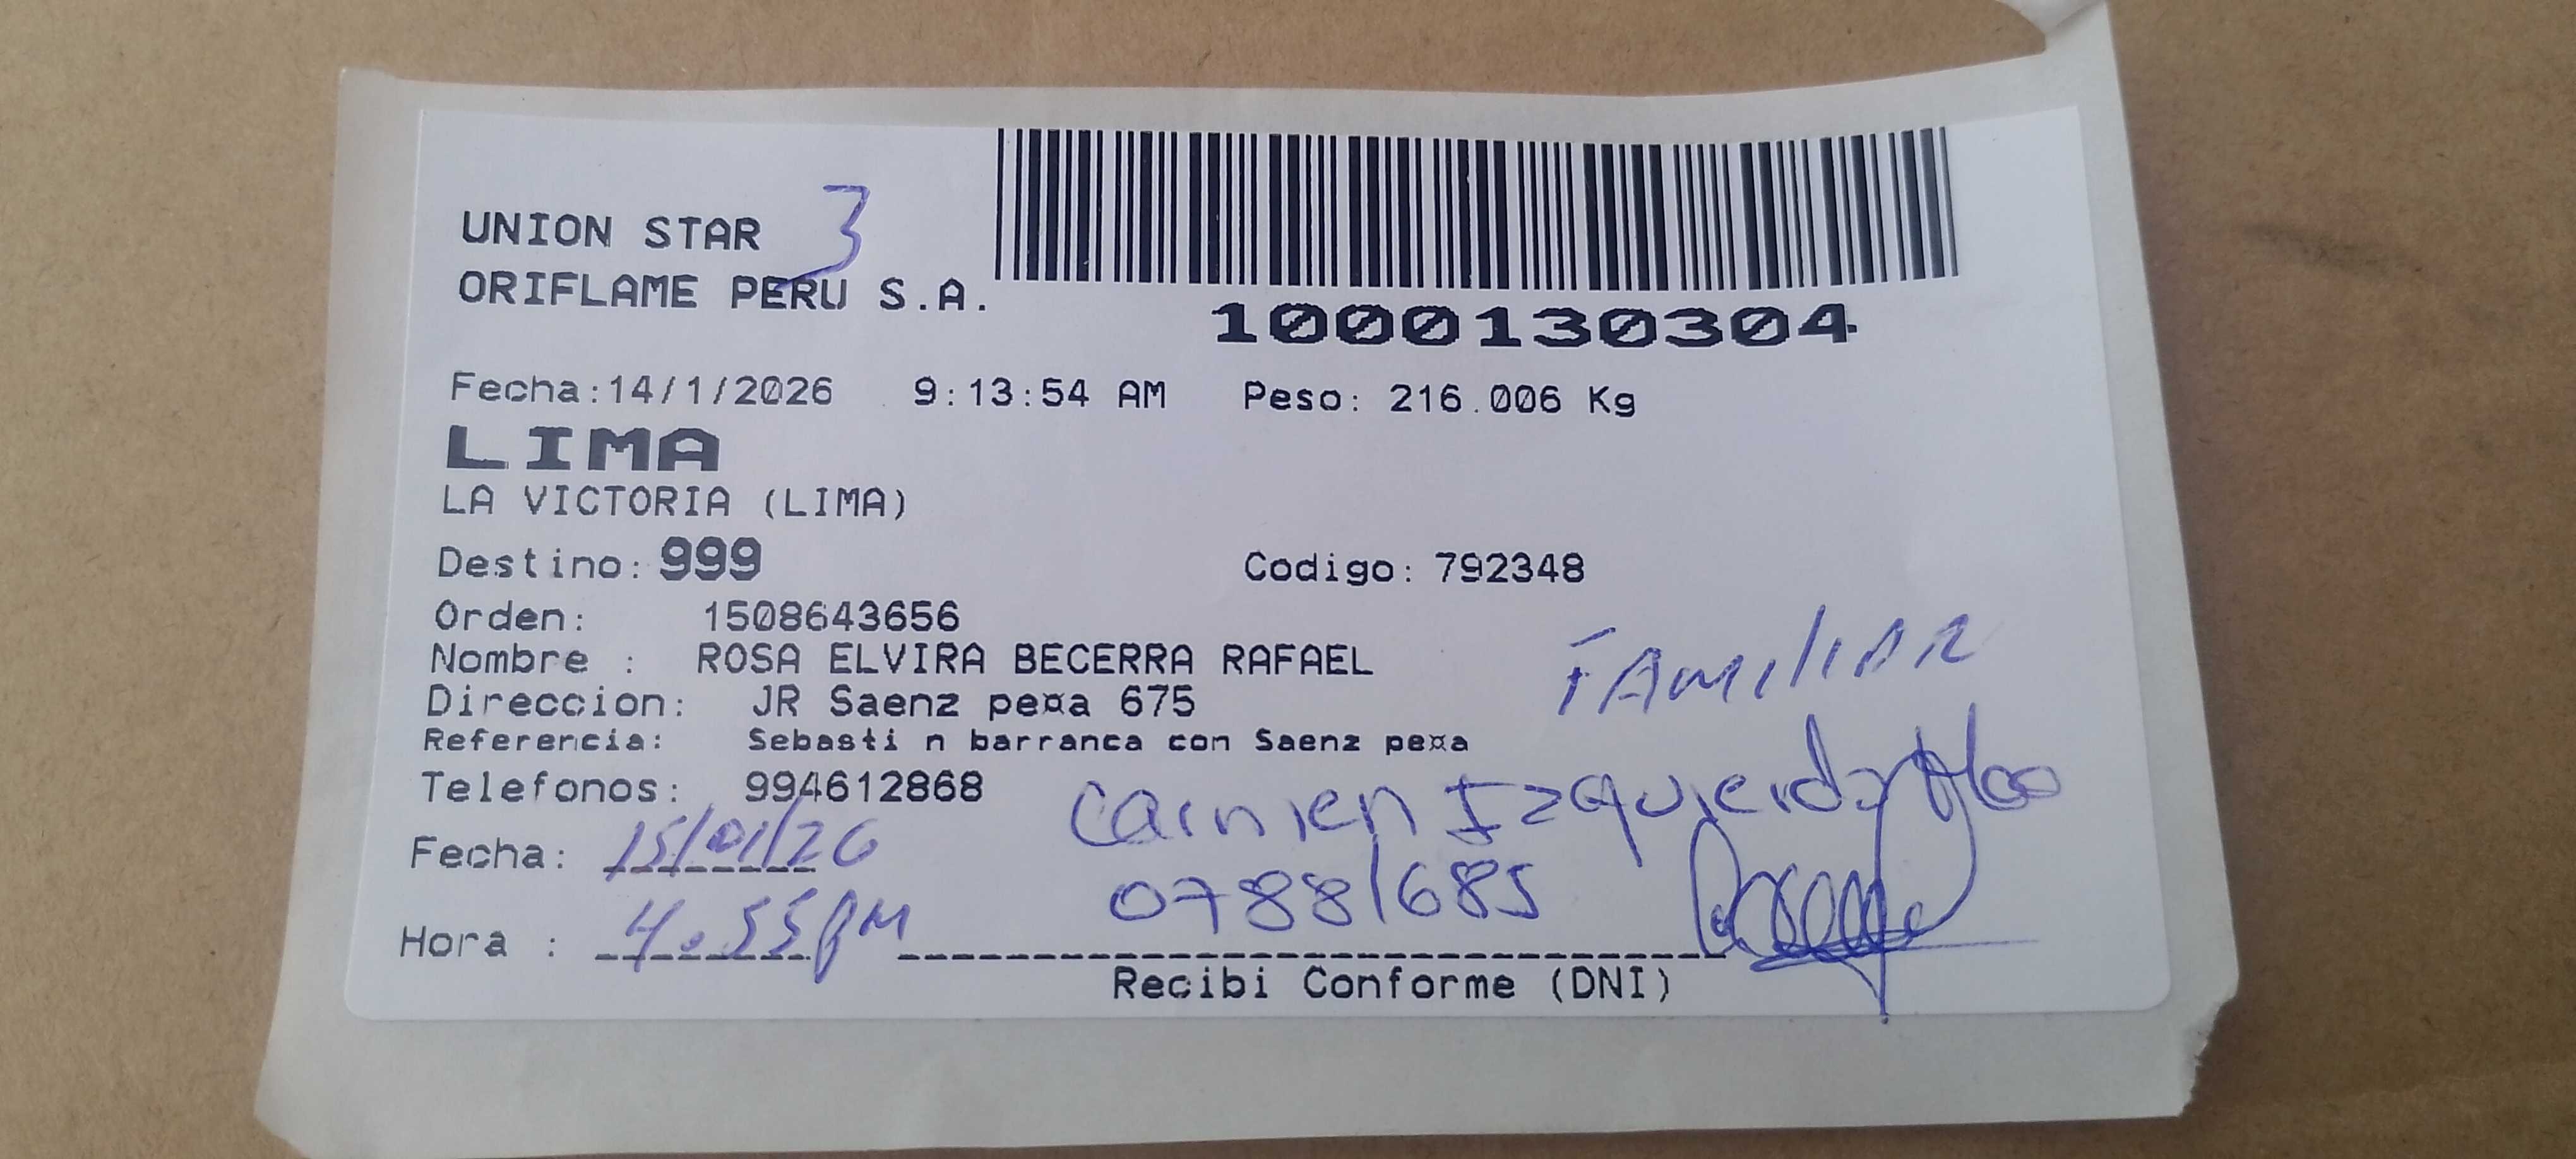 UNION STAR 3
ORIFLAME PERU S.A.
1000130304
Fecha:14/1/2026 9:13:54 AM Peso: 216.006 Kg
LIMA
LA VICTORIA (LIMA)
Destino: 999 Codigo: 792348
Orden: 1508643656
Nombre : ROSA ELVIRA BECERRA RAFAEL
FAMILIAR
Direccion: JR Saenz pe¤a 675
Referencia: Sebasti n barranca con Saenz pe¤a
Telefonos: 994612868
Carmen Izquierdo
Fecha: 15/01/26
07881685
Hora : 4.55 PM
Recibi Conforme (DNI)